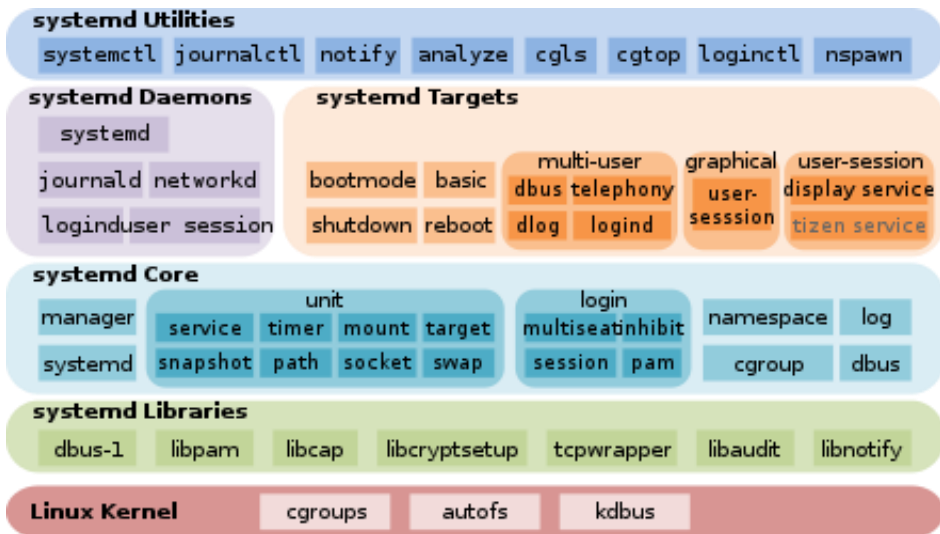 systemd Utilities
systemctl journalctl notify analyze cgls cgtop loginctl nspawn
systemd Daemons
systemd
journald networkd
logind user session
systemd Targets
bootmode basic
shutdown reboot
multi-user
dbus telephony
dlog logind
graphical
user-
sesssion
user-session
display service
tizen service
systemd Core
manager
systemd
unit
service timer mount target
snapshot path socket swap
login
multiseat inhibit
session pam
namespace log
cgroup dbus
systemd Libraries
dbus-1 libpam libcap libcryptsetup tcpwrapper libaudit libnotify
Linux Kernel cgroups autofs kdbus